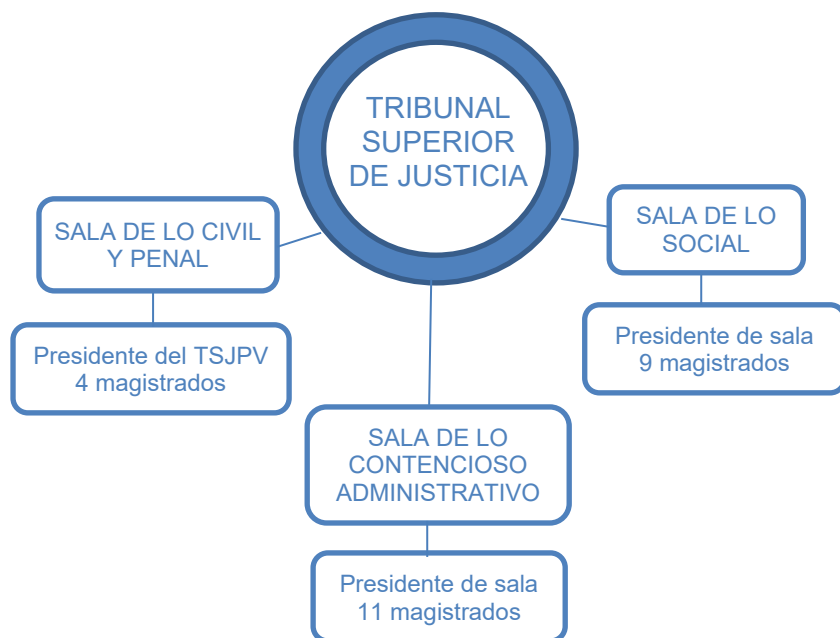 TRIBUNAL
SUPERIOR
DE JUSTICIA
SALA DE LO CIVIL
Y PENAL
Presidente del TSJPV
4 magistrados
SALA DE LO
CONTENCIOSO
ADMINISTRATIVO
Presidente de sala
11 magistrados
SALA DE LO
SOCIAL
Presidente de sala
9 magistrados